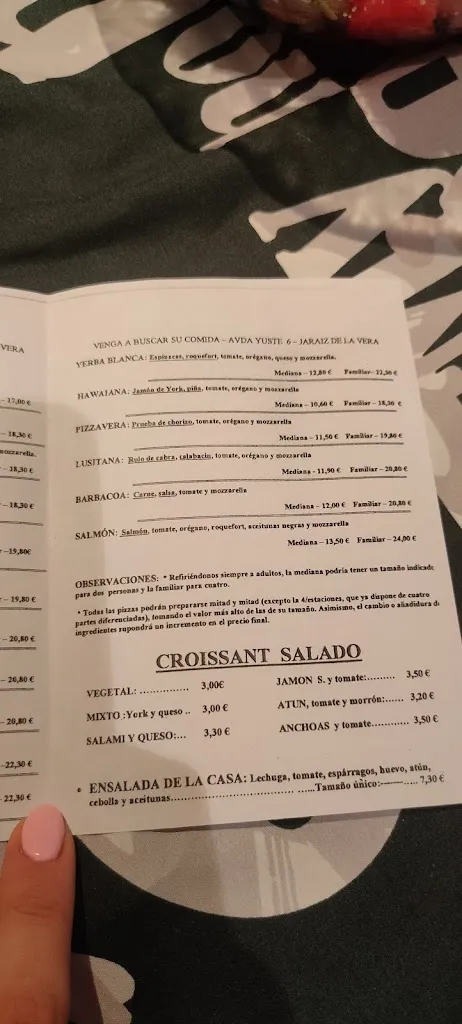 VERA
- 17,00 €
- 18,30 €
mozzarella.
- 18,30 €
- 18,30 €
-19,80€
- 19,80 €
- 20,80 €
- 20,80 €
- 20,80 €
-22,30 €
- 22,30 €
VENGA A BUSCAR SU COMIDA – AVDA YUSTE 6 – JARAIZ DE LA VERA
YERBA BLANCA: Espinacas, roquefort, tomate, orégano, queso y mozzarella.
Mediana – 12,80 € Familiar– 22,30 €
HAWAIANA: Jamón de York, piña, tomate, orégano y mozzarella
Mediana – 10,60 € Familiar – 18,30 €
PIZZAVERA: Prueba de chorizo, tomate, orégano y mozzarella
Mediana – 11,50 € Familiar – 19,80 €
LUSITANA: Rulo de cabra, calabacín, tomate, orégano y mozzarella
Mediana - 11,90 € Familiar – 20,80 €
BARBACOA: Carne, salsa, tomate y mozzarella
Mediana – 12,00 € Familiar – 20,80 €
SALMÓN: Salmón, tomate, orégano, roquefort, aceitunas negras y mozzarella
Mediana – 13,50 € Familiar – 24,00 €
OBSERVACIONES: * Refiriéndonos siempre a adultos, la mediana podría tener un tamaño indicado
para dos personas y la familiar para cuatro.
* Todas las pizzas podrán prepararse mitad y mitad (excepto la 4/estaciones, que ya dispone de cuatro
partes diferenciadas), tomando el valor más alto de las de su tamaño. Asimismo, el cambio o añadidura de
ingredientes supondrá un incremento en el precio final.
CROISSANT SALADO
VEGETAL: .............. 3,00€
MIXTO :York y queso .. 3,00 €
SALAMI Y QUESO:... 3,30 €
JAMON S. y tomate:......... 3,50 €
ATUN, tomate y morrón:...... 3,20 €
ANCHOAS y tomate............ 3,50 €
• ENSALADA DE LA CASA: Lechuga, tomate, espárragos, huevo, atún,
cebolla y aceitunas...................................... ......Tamaño único:-------..... 7,30 €